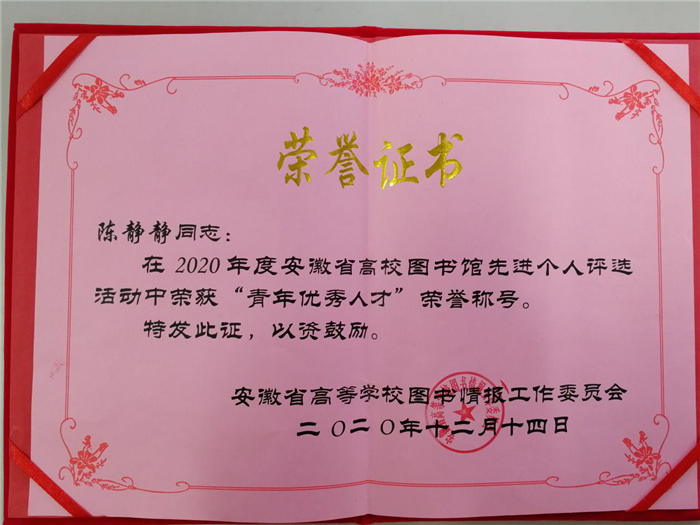 荣誉证书
陈静静同志：
在2020年度安徽省高校图书馆先进个人评选
活动中荣获“青年优秀人才”荣誉称号。
特发此证，以资鼓励。
安徽省高等学校图书情报工作委员会
二〇二〇年十二月十四日